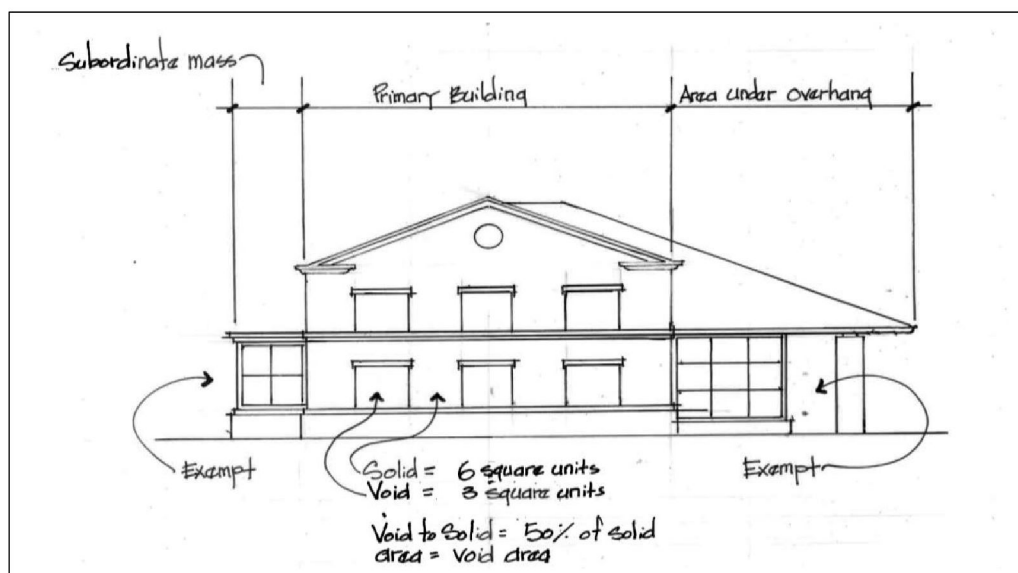 Subordinate mass
Primary Building
Area under overhang
Exempt
Exempt
Solid = 6 square units
Void = 3 square units
Void to Solid = 50% of solid
area = void area